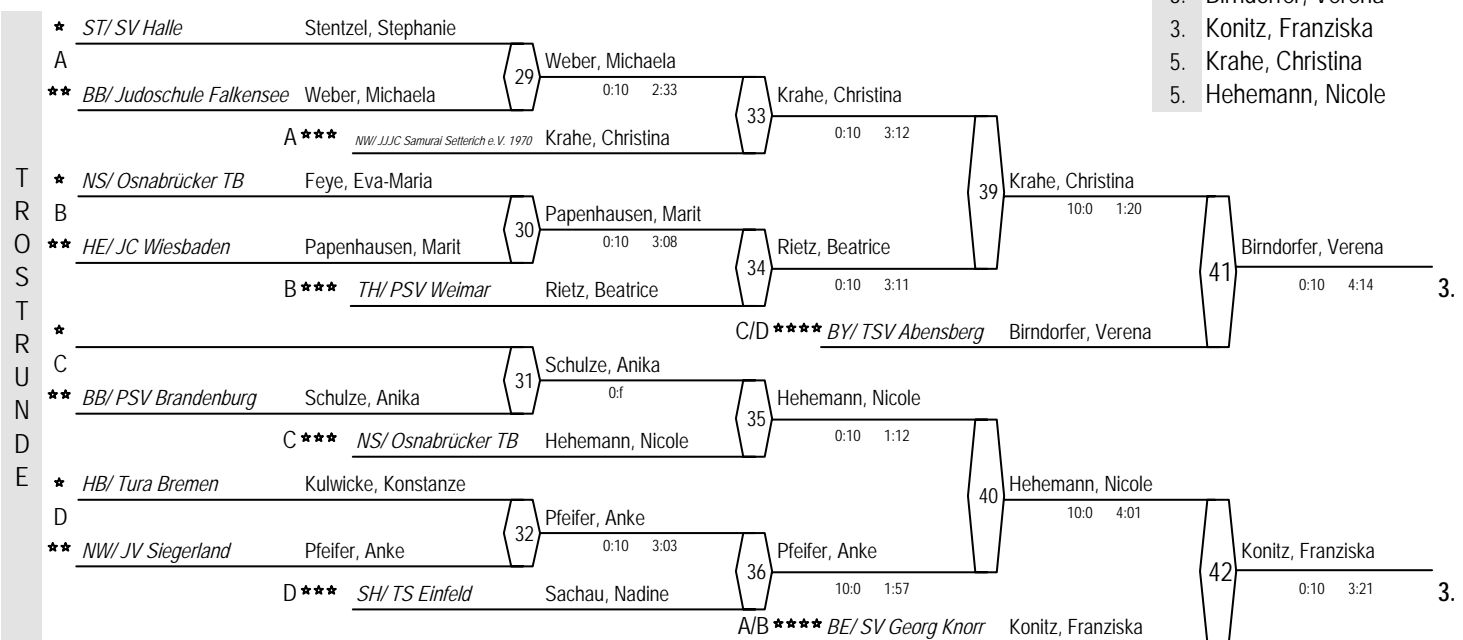 3. Birndorfer, Verena
3. Konitz, Franziska
5. Krahe, Christina
5. Hehemann, Nicole
TROSTRUNDE
* ST/ SV Halle Stentzel, Stephanie
A
** BB/ Judoschule Falkensee Weber, Michaela
29 Weber, Michaela
0:10 2:33
A *** NW/ JJJC Samurai Setterich e.V. 1970 Krahe, Christina
33 Krahe, Christina
0:10 3:12
* NS/ Osnabrücker TB Feye, Eva-Maria
B
** HE/ JC Wiesbaden Papenhausen, Marit
30 Papenhausen, Marit
0:10 3:08
B *** TH/ PSV Weimar Rietz, Beatrice
34 Rietz, Beatrice
0:10 3:11
39 Krahe, Christina
10:0 1:20
C/D **** BY/ TSV Abensberg Birndorfer, Verena
41 Birndorfer, Verena
0:10 4:14 3.
*
C
** BB/ PSV Brandenburg Schulze, Anika
31 Schulze, Anika
0:f
C *** NS/ Osnabrücker TB Hehemann, Nicole
35 Hehemann, Nicole
0:10 1:12
* HB/ Tura Bremen Kulwicke, Konstanze
D
** NW/ JV Siegerland Pfeifer, Anke
32 Pfeifer, Anke
0:10 3:03
D *** SH/ TS Einfeld Sachau, Nadine
36 Pfeifer, Anke
10:0 1:57
40 Hehemann, Nicole
10:0 4:01
A/B **** BE/ SV Georg Knorr Konitz, Franziska
42 Konitz, Franziska
0:10 3:21 3.